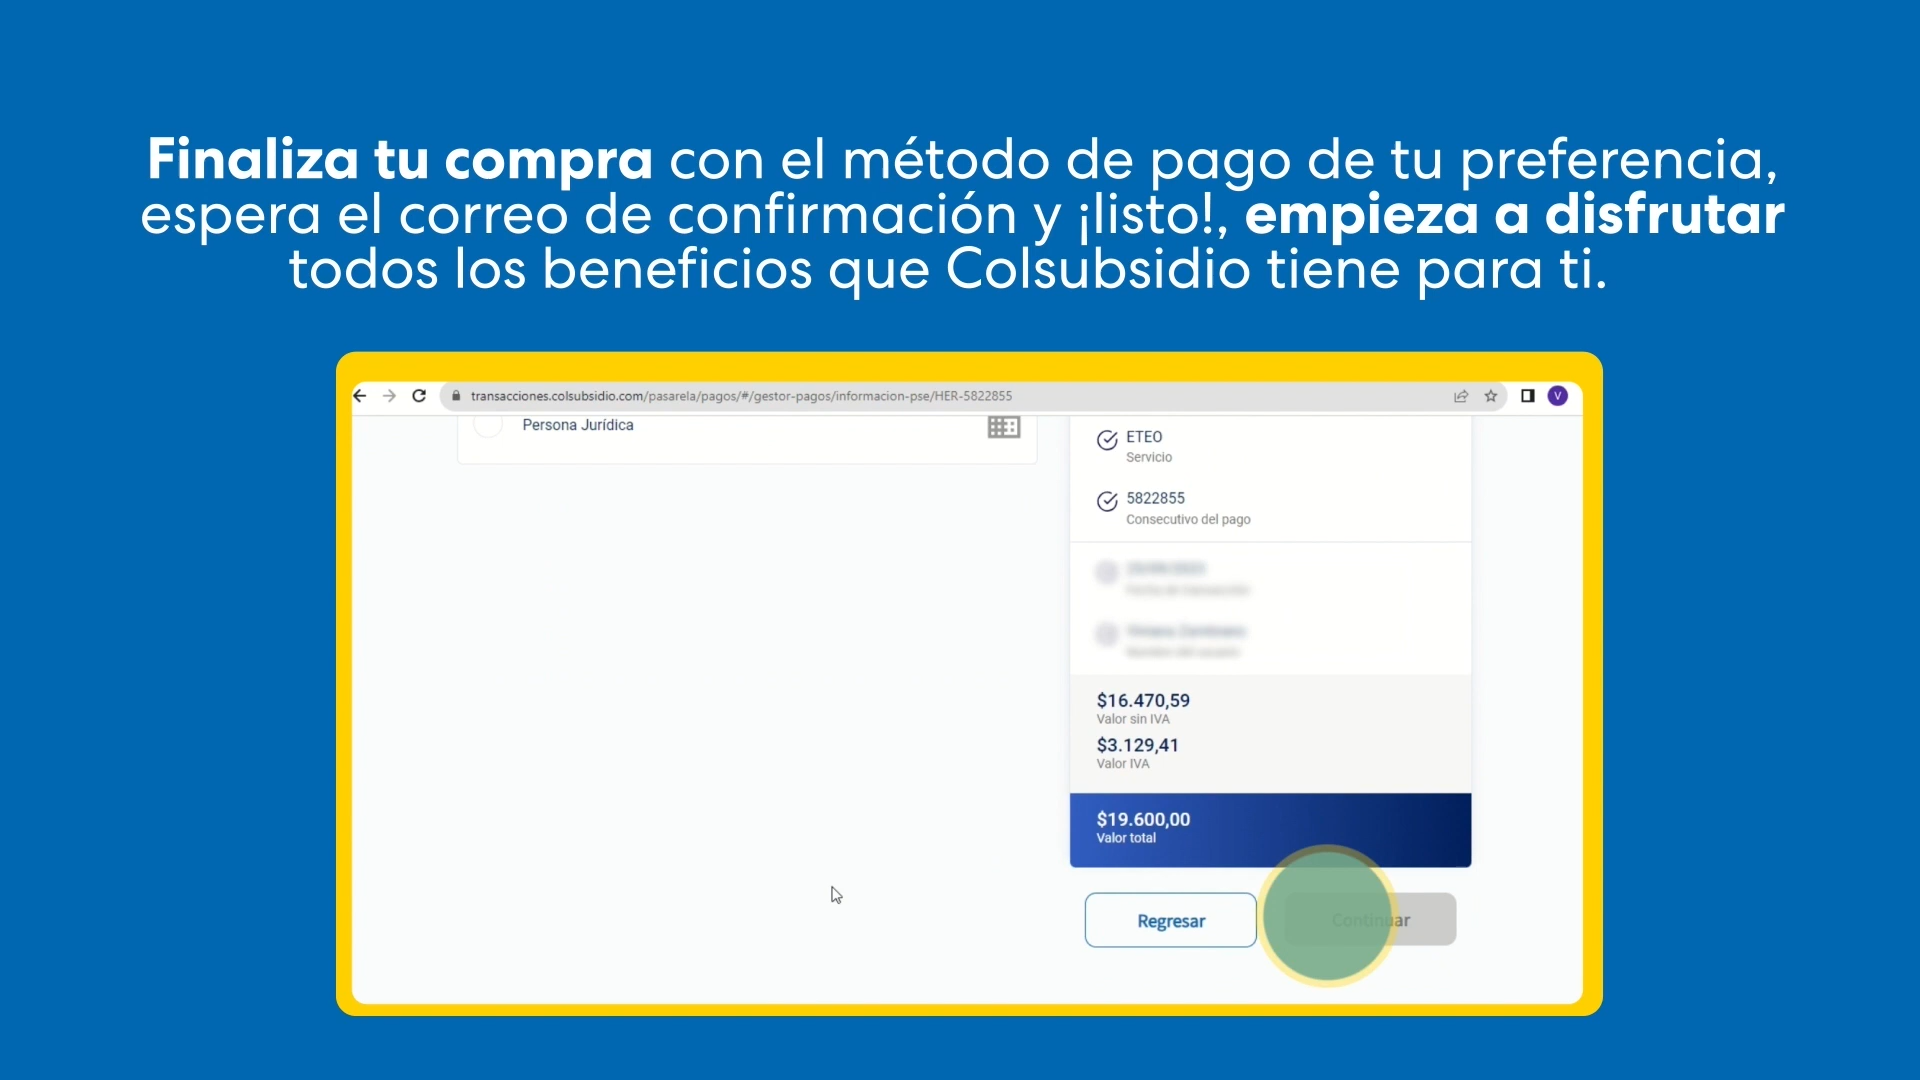 Finaliza tu compra con el método de pago de tu preferencia,
espera el correo de confirmación y ¡listo!, empieza a disfrutar
todos los beneficios que Colsubsidio tiene para ti.
transacciones.colsubsidio.com/pasarela/pagos/#/gestor-pagos/informacion-pse/HER-5822855
V
Persona Jurídica
ETEO
Servicio
5822855
Consecutivo del pago
$16.470,59
Valor sin IVA
$3.129,41
Valor IVA
$19.600,00
Valor total
Regresar
Continuar